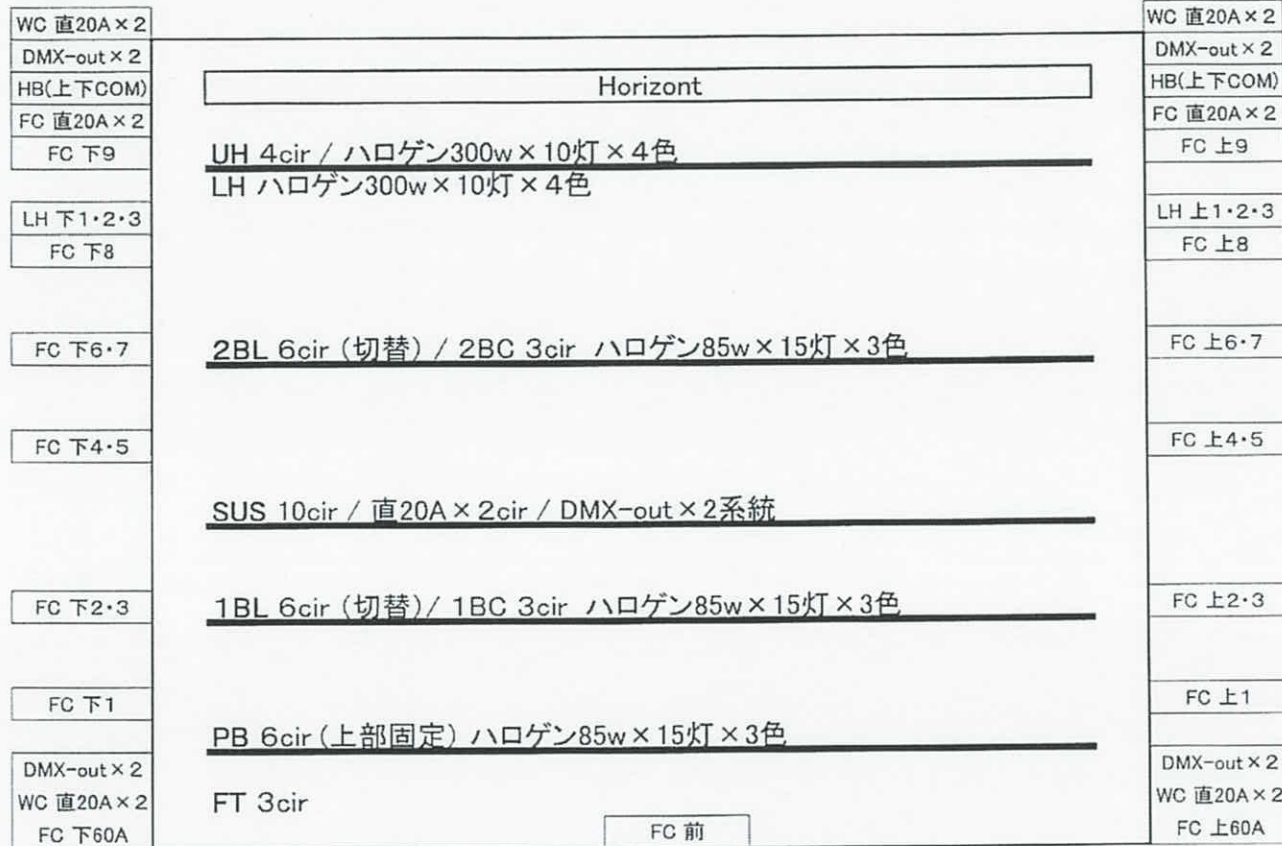 WC 直20A×2
DMX-out×2
HB(上下COM)
FC 直20A×2
FC 下9
LH 下1・2・3
FC 下8
FC 下6・7
FC 下4・5
FC 下2・3
FC 下1
DMX-out×2
WC 直20A×2
FC 下60A
Horizont
UH 4cir / ハロゲン300w×10灯×4色
LH ハロゲン300w×10灯×4色
2BL 6cir (切替) / 2BC 3cir ハロゲン85w×15灯×3色
SUS 10cir / 直20A×2cir / DMX-out×2系統
1BL 6cir (切替)/ 1BC 3cir ハロゲン85w×15灯×3色
PB 6cir (上部固定) ハロゲン85w×15灯×3色
FT 3cir
FC 前
WC 直20A×2
DMX-out×2
HB(上下COM)
FC 直20A×2
FC 上9
LH 上1・2・3
FC 上8
FC 上6・7
FC 上4・5
FC 上2・3
FC 上1
DMX-out×2
WC 直20A×2
FC 上60A